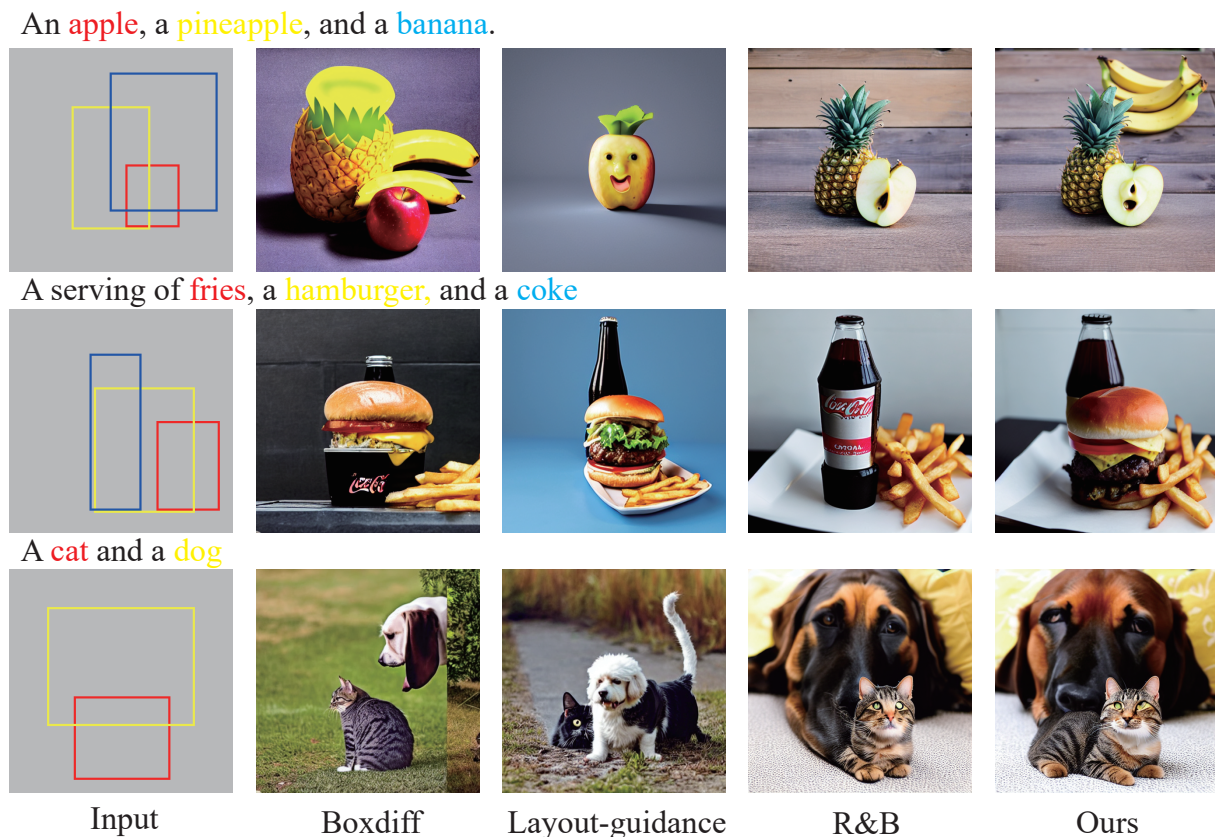 An apple, a pineapple, and a banana.
A serving of fries, a hamburger, and a coke
A cat and a dog
Input Boxdiff Layout-guidance R&B Ours